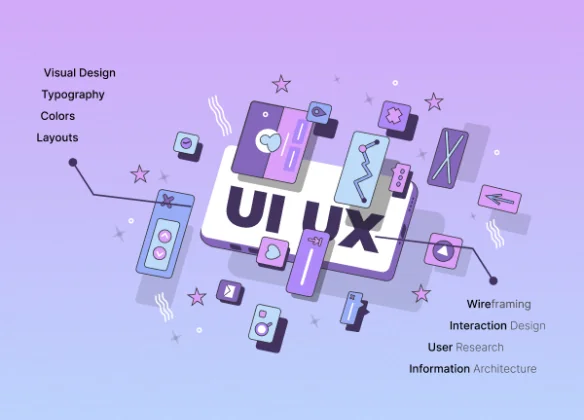 Visual Design
Typography
Colors
Layouts
UI UX
Wireframing
Interaction Design
User Research
Information Architecture